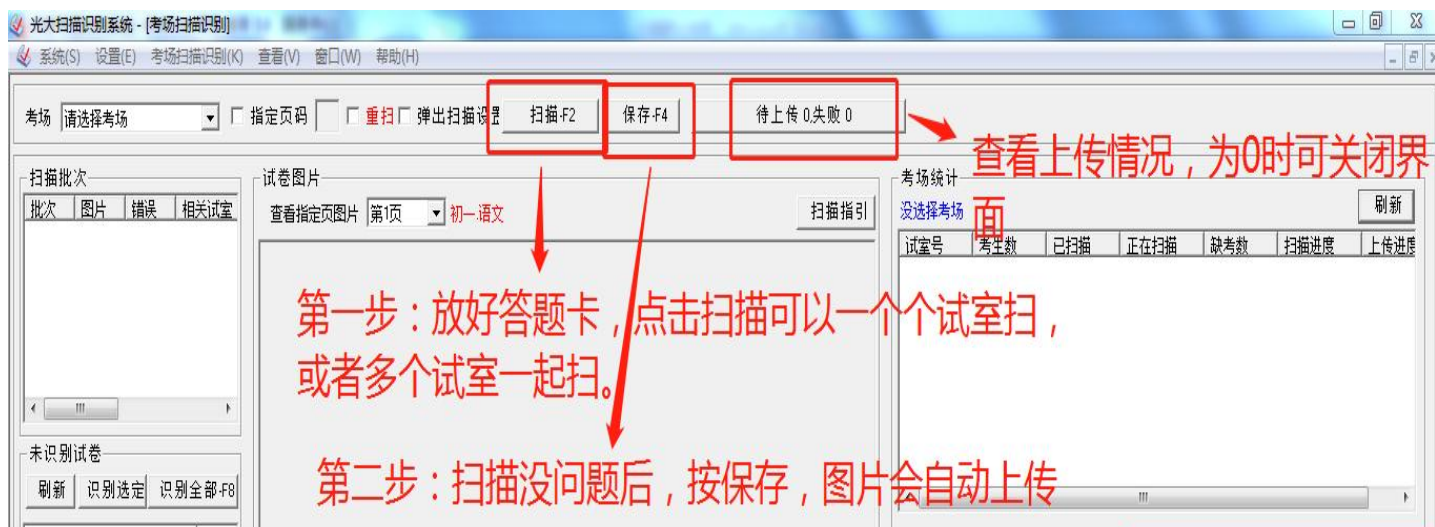 光大扫描识别系统 - [考场扫描识别]
系统(S) 设置(E) 考场扫描识别(K) 查看(V) 窗口(W) 帮助(H)
考场 请选择考场 指定页码 重扫 弹出扫描设置 扫描-F2 保存-F4 待上传 0,失败 0
查看上传情况，为0时可关闭界面
扫描批次
批次 图片 错误 相关试室
试卷图片
查看指定页图片 第1页 初一.语文 扫描指引
考场统计
没选择考场 刷新
试室号 考生数 已扫描 正在扫描 缺考数 扫描进度 上传进度
第一步：放好答题卡，点击扫描可以一个个试室扫，
或者多个试室一起扫。
第二步：扫描没问题后，按保存，图片会自动上传
未识别试卷
刷新 识别选定 识别全部-F8